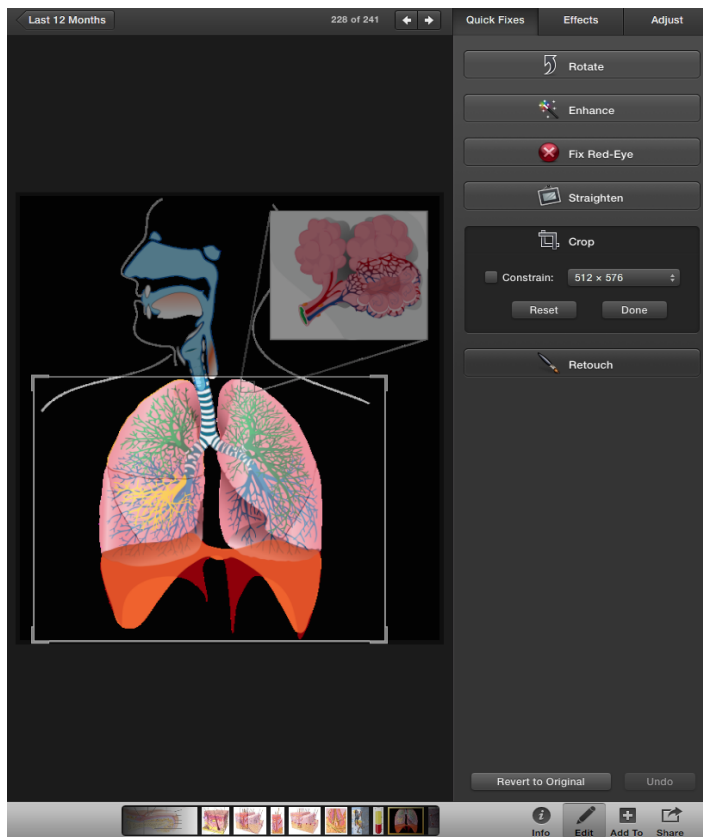 Last 12 Months
228 of 241
Quick Fixes
Effects
Adjust
Rotate
Enhance
Fix Red-Eye
Straighten
Crop
Constrain:
512 × 576
Reset
Done
Retouch
Revert to Original
Undo
Info
Edit
Add To
Share